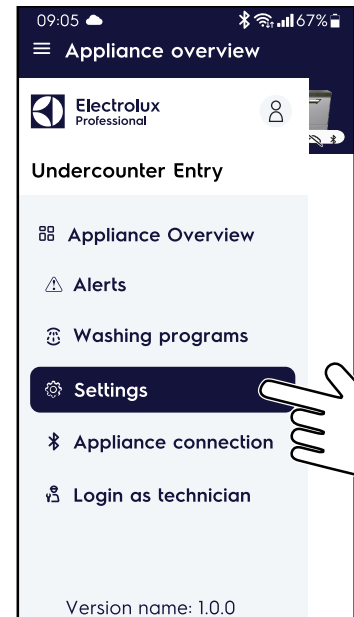 09:05 67%
Appliance overview
Electrolux
Professional
Undercounter Entry
Appliance Overview
Alerts
Washing programs
Settings
Appliance connection
Login as technician
Version name: 1.0.0